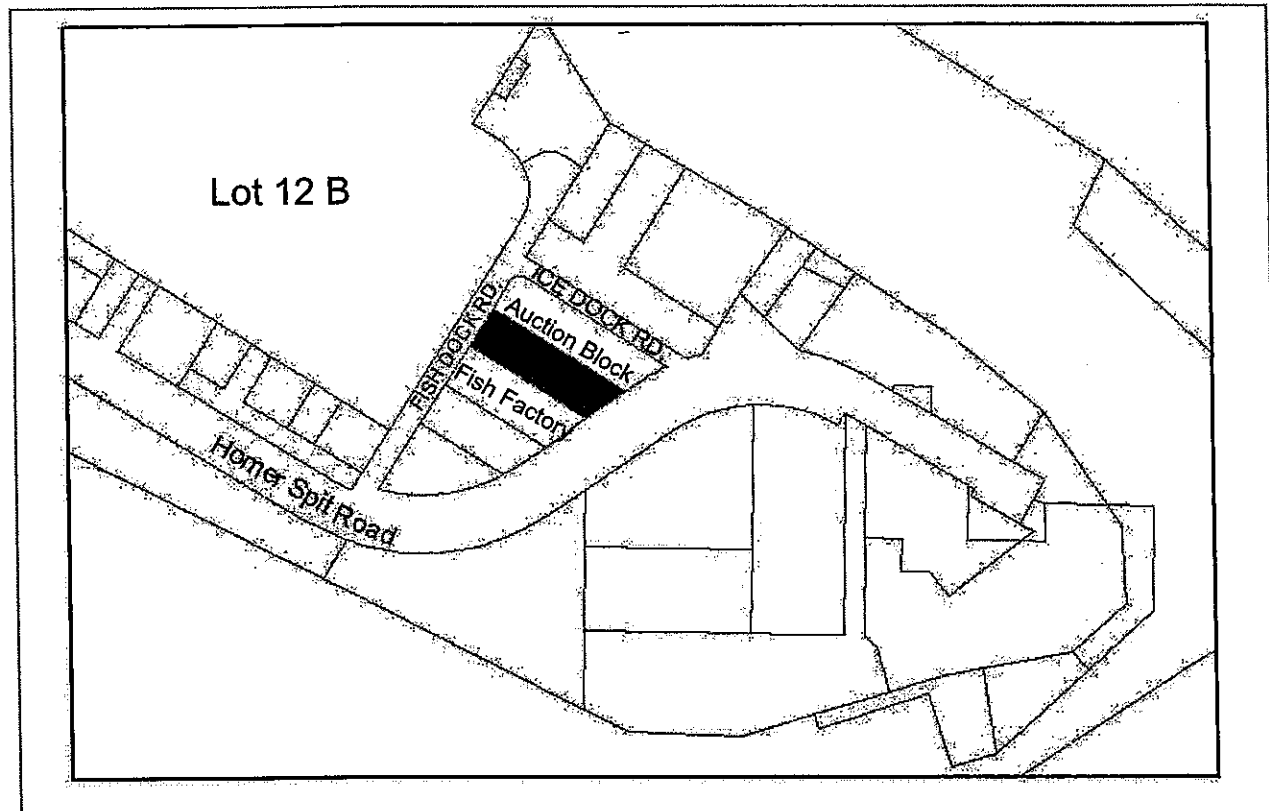 Lot 12 B
ICE DOCK RD.
FISH DOCK RD.
Auction Block
Fish Factory
Homer Spit Road